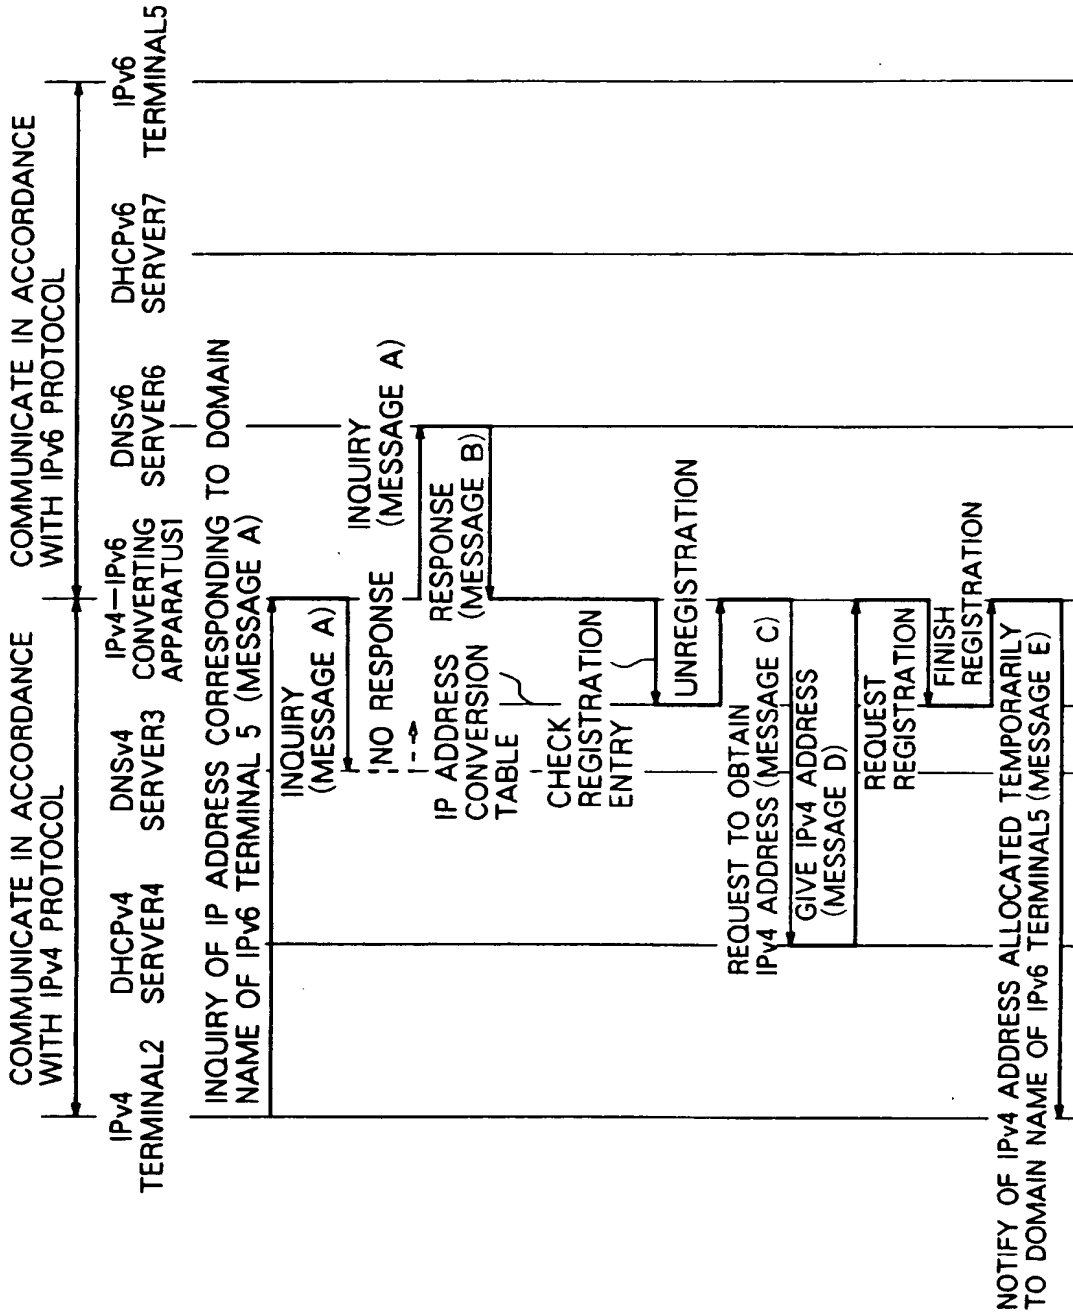 COMMUNICATE IN ACCORDANCE
WITH IPv4 PROTOCOL
COMMUNICATE IN ACCORDANCE
WITH IPv6 PROTOCOL
IPv4
TERMINAL2
DHCPv4
SERVER4
DNSv4
SERVER3
IPv4—IPv6
CONVERTING
APPARATUS1
DNSv6
SERVER6
DHCPv6
SERVER7
IPv6
TERMINAL5
INQUIRY OF IP ADDRESS CORRESPONDING TO DOMAIN
NAME OF IPv6 TERMINAL 5 (MESSAGE A)
INQUIRY
(MESSAGE A)
NO RESPONSE
INQUIRY
(MESSAGE A)
RESPONSE
(MESSAGE B)
IP ADDRESS
CONVERSION
TABLE
CHECK
REGISTRATION
ENTRY
UNREGISTRATION
REQUEST TO OBTAIN
IPv4 ADDRESS (MESSAGE C)
GIVE IPv4 ADDRESS
(MESSAGE D)
REQUEST
REGISTRATION
FINISH
REGISTRATION
NOTIFY OF IPv4 ADDRESS ALLOCATED TEMPORARILY
TO DOMAIN NAME OF IPv6 TERMINAL5 (MESSAGE E)